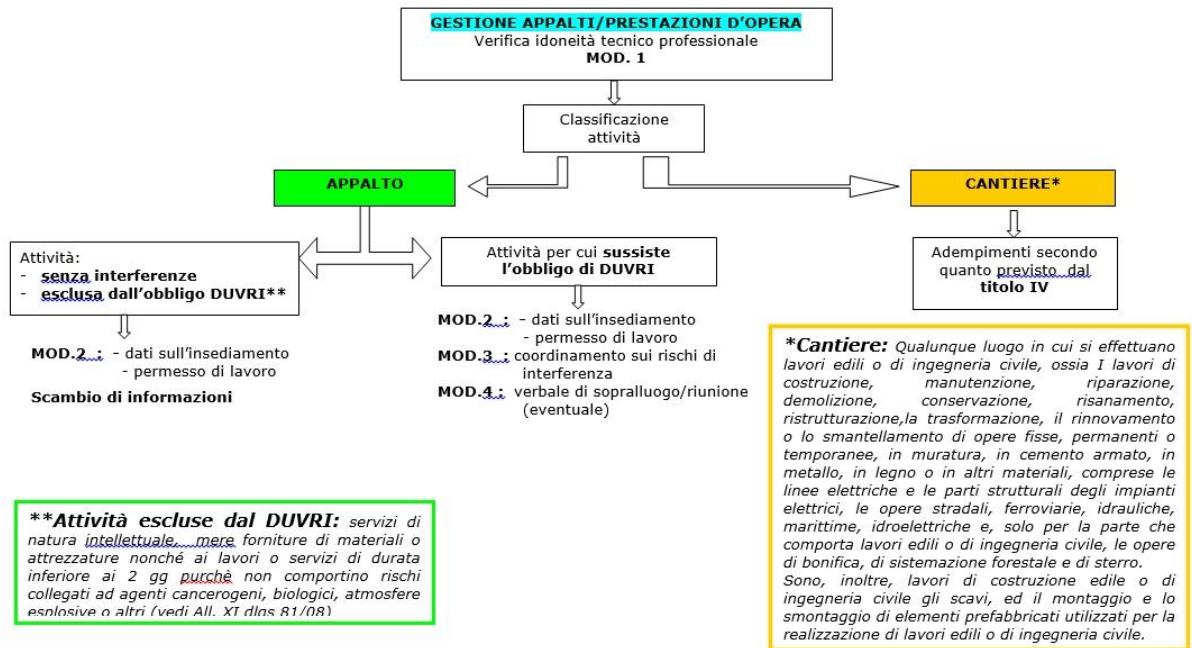 GESTIONE APPALTI/PRESTAZIONI D'OPERA
Verifica idoneità tecnico professionale
MOD. 1
Classificazione
attività
APPALTO
CANTIERE*
Attività:
- senza interferenze
- esclusa dall'obbligo DUVRI**
Attività per cui sussiste
l'obbligo di DUVRI
Adempimenti secondo
quanto previsto dal
titolo IV
MOD.2 : - dati sull'insediamento
- permesso di lavoro
Scambio di informazioni
MOD.2 : - dati sull'insediamento
- permesso di lavoro
MOD.3 : coordinamento sui rischi di
interferenza
MOD.4 : verbale di sopralluogo/riunione
(eventuale)
*Cantiere: Qualunque luogo in cui si effettuano
lavori edili o di ingegneria civile, ossia I lavori di
costruzione, manutenzione, riparazione,
demolizione, conservazione, risanamento,
ristrutturazione,la trasformazione, il rinnovamento
o lo smantellamento di opere fisse, permanenti o
temporanee, in muratura, in cemento armato, in
metallo, in legno o in altri materiali, comprese le
linee elettriche e le parti strutturali degli impianti
elettrici, le opere stradali, ferroviarie, idrauliche,
marittime, idroelettriche e, solo per la parte che
comporta lavori edili o di ingegneria civile, le opere
di bonifica, di sistemazione forestale e di sterro.
Sono, inoltre, lavori di costruzione edile o di
ingegneria civile gli scavi, ed il montaggio e lo
smontaggio di elementi prefabbricati utilizzati per la
realizzazione di lavori edili o di ingegneria civile.
**Attività escluse dal DUVRI: servizi di
natura intellettuale, mere forniture di materiali o
attrezzature nonché ai lavori o servizi di durata
inferiore ai 2 gg purchè non comportino rischi
collegati ad agenti cancerogeni, biologici, atmosfere
esplosive o altri (vedi All. XI dlgs 81/08)